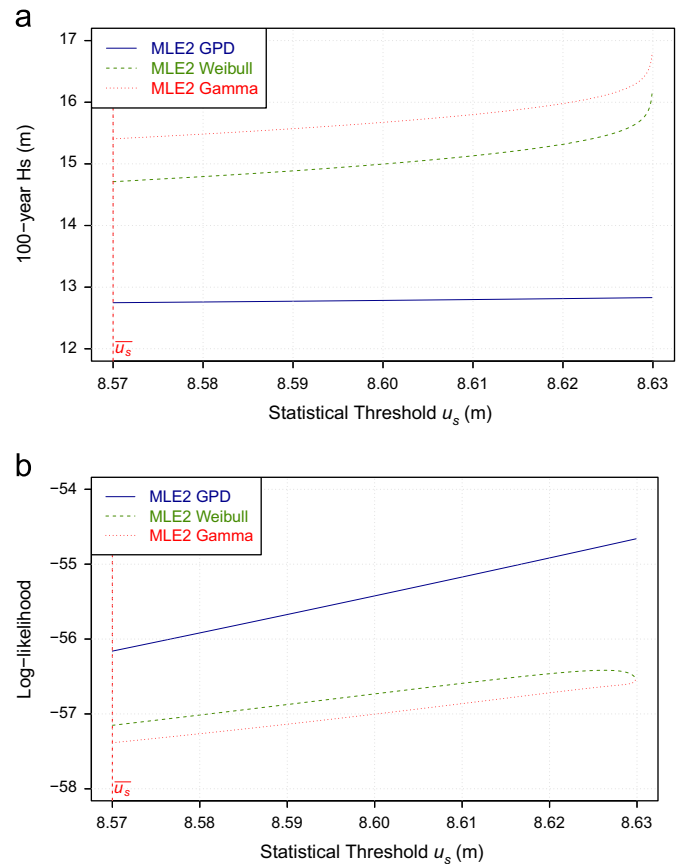 a
17
16
15
14
13
12
100−year Hs (m)
MLE2 GPD
MLE2 Weibull
MLE2 Gamma
u_s
8.57 8.58 8.59 8.60 8.61 8.62 8.63
Statistical Threshold u_s (m)
b
−54
−55
−56
−57
−58
Log−likelihood
MLE2 GPD
MLE2 Weibull
MLE2 Gamma
u_s
8.57 8.58 8.59 8.60 8.61 8.62 8.63
Statistical Threshold u_s (m)